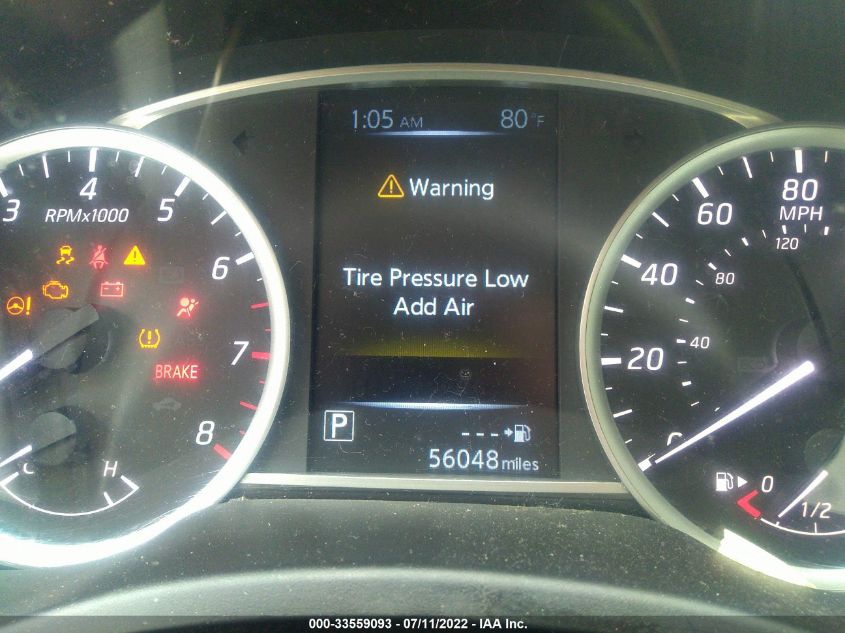 1:05 AM 80°F
Warning
Tire Pressure Low
Add Air
P
--- 
56048 miles
3 4 5 6 7 8
RPMx1000
BRAKE
C H
0 20 40 60 80
MPH
40 80 120
0 1/2
000-33559093 - 07/11/2022 - IAA Inc.